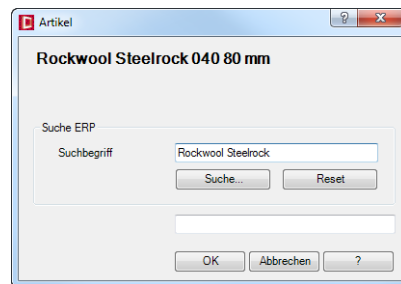 Artikel
?
Rockwool Steelrock 040 80 mm
Suche ERP
Suchbegriff
Rockwool Steelrock
Suche...
Reset
OK
Abbrechen
?